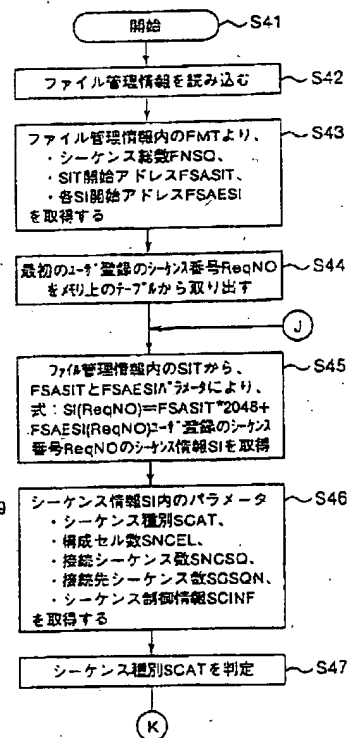 開始
S41
ファイル管理情報を読み込む
S42
ファイル管理情報内のFMTより、
・シーケンス総数FNSQ、
・SIT開始アドレスFSASIT、
・各SI開始アドレスFSAESI
を取得する
S43
最初のユーザ登録のシーケンス番号ReqNO
をメモリ上のテーブルから取り出す
S44
J
ファイル管理情報内のSITから、
FSASITとFSAESIパラメータにより、
式:SI(ReqNO)=FSASIT*2048+
FSAESI(ReqNO)ユーザ登録のシーケンス
番号ReqNOのシーケンス情報SIを取得
S45
シーケンス情報SI内のパラメータ
・シーケンス種別SCAT、
・構成セル数SNCEL、
・接続シーケンス数SNCSQ、
・接続先シーケンス数SCSQN、
・シーケンス制御情報SCINF
を取得する
S46
シーケンス種別SCATを判定
S47
K